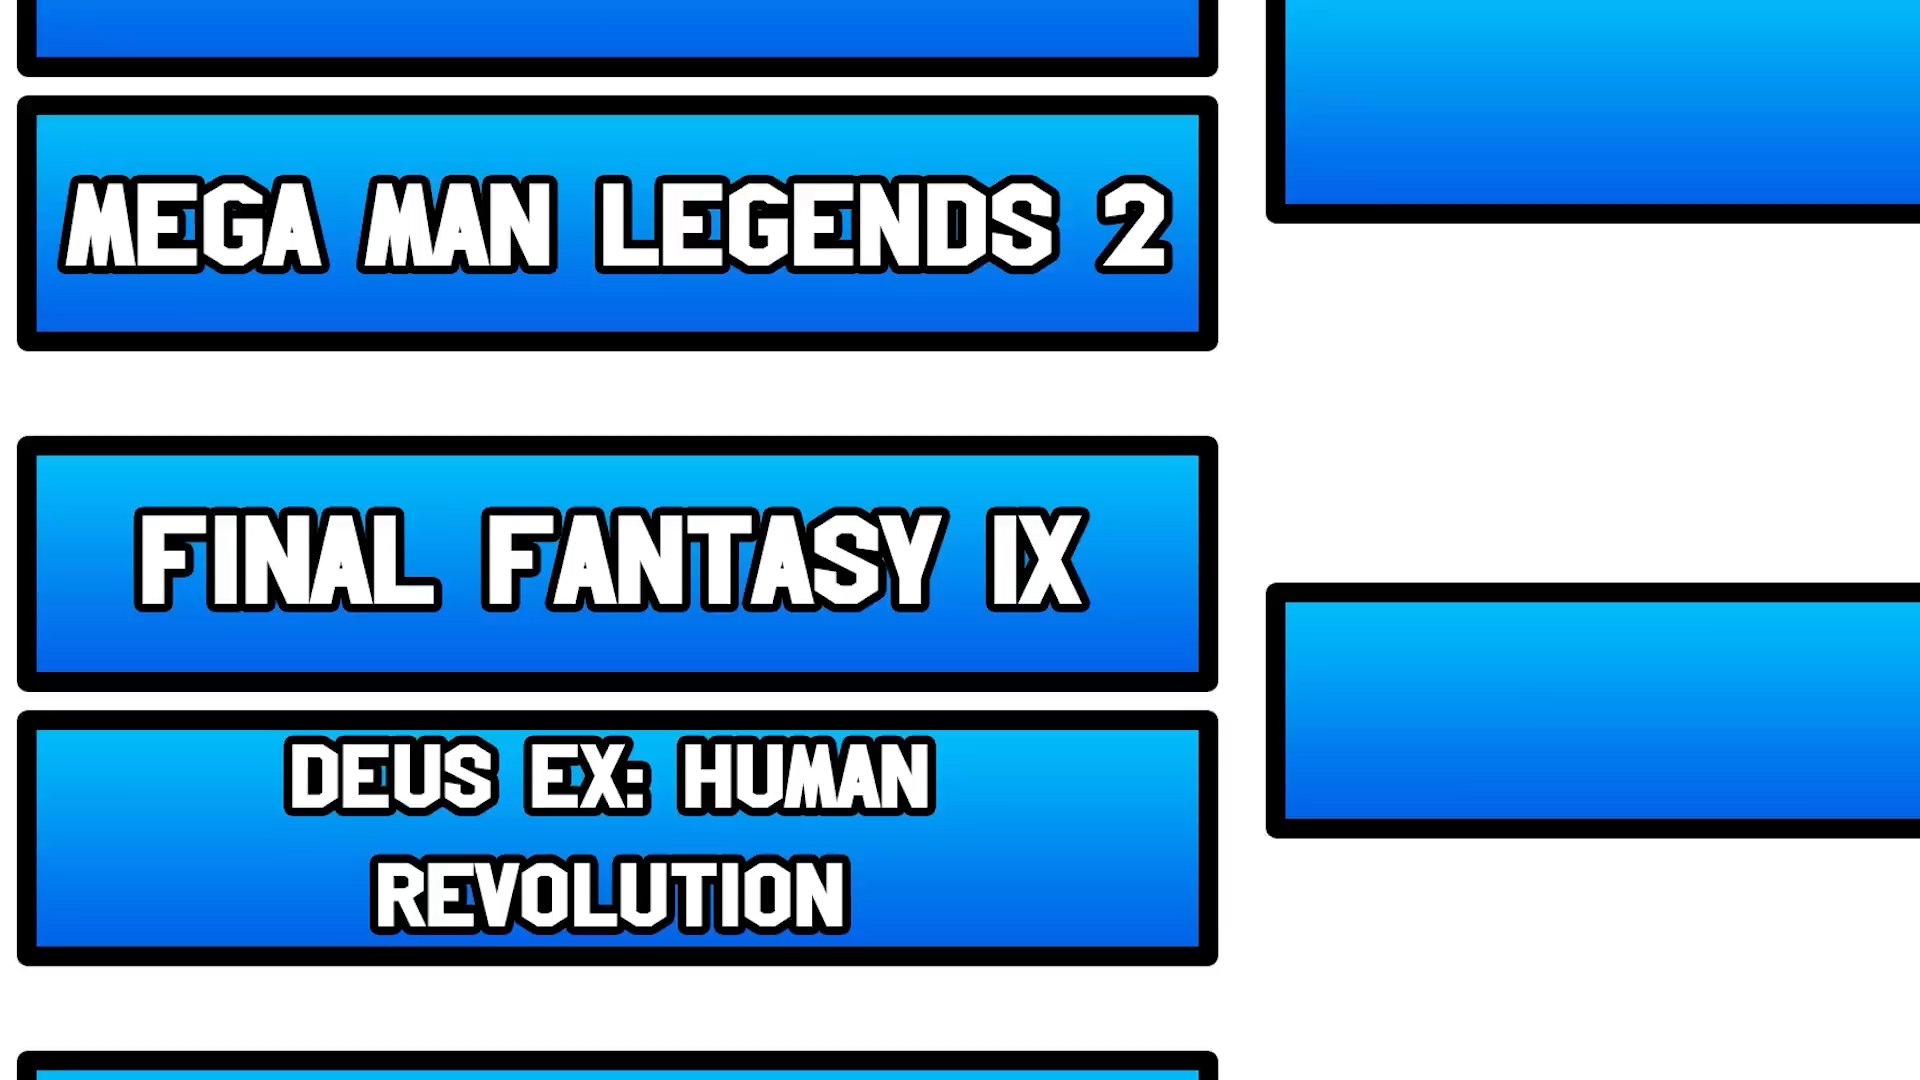 MEGA MAN LEGENDS 2
FINAL FANTASY IX
DEUS EX: HUMAN
REVOLUTION